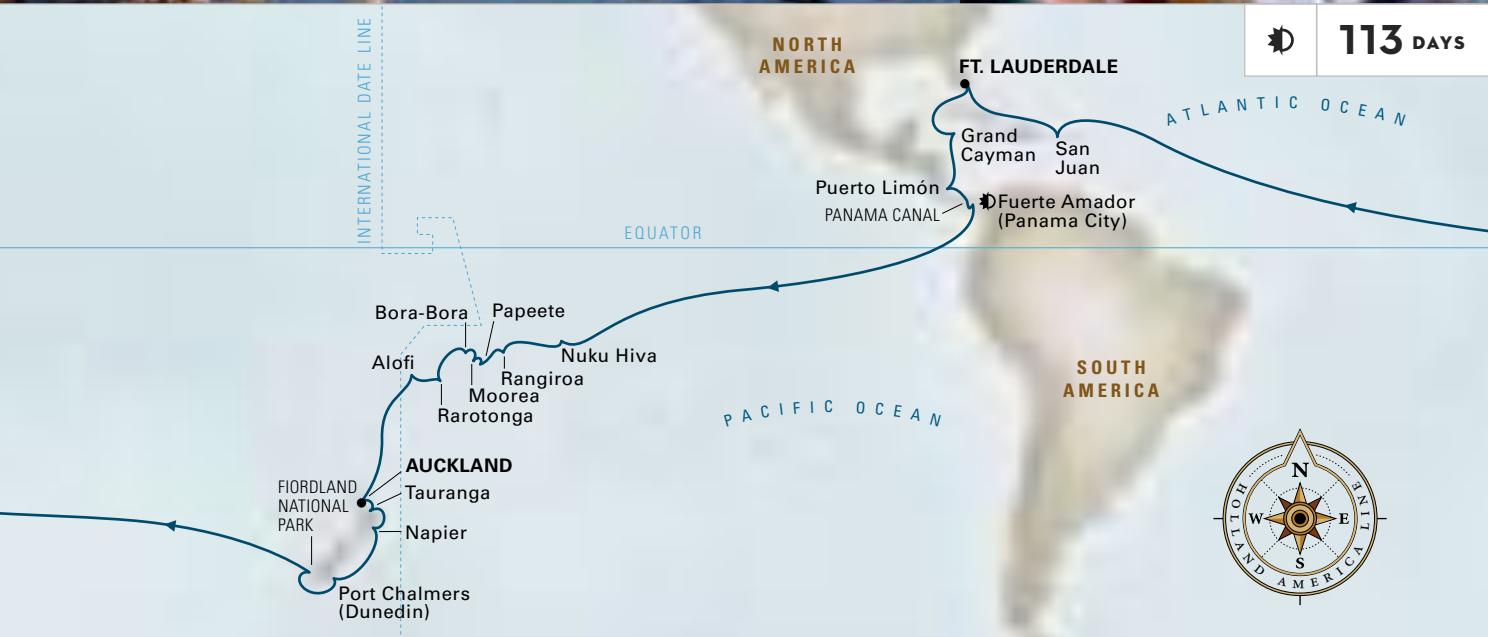 113 DAYS
INTERNATIONAL DATE LINE
NORTH
AMERICA
FT. LAUDERDALE
ATLANTIC OCEAN
Grand
Cayman
San
Juan
Puerto Limón
PANAMA CANAL
Fuerte Amador
(Panama City)
EQUATOR
Bora-Bora
Papeete
Alofi
Nuku Hiva
Rangiroa
Moorea
Rarotonga
SOUTH
AMERICA
PACIFIC OCEAN
AUCKLAND
Tauranga
FIORDLAND
NATIONAL
PARK
Napier
Port Chalmers
(Dunedin)
N
W
E
S
HOLLAND AMERICA LINE